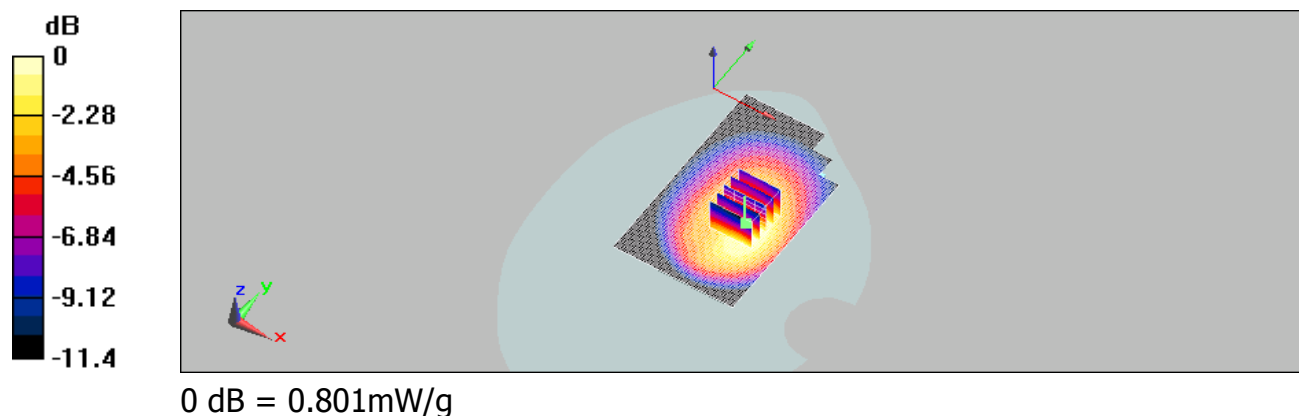 dB
0
-2.28
-4.56
-6.84
-9.12
-11.4
z
y
x
0 dB = 0.801mW/g